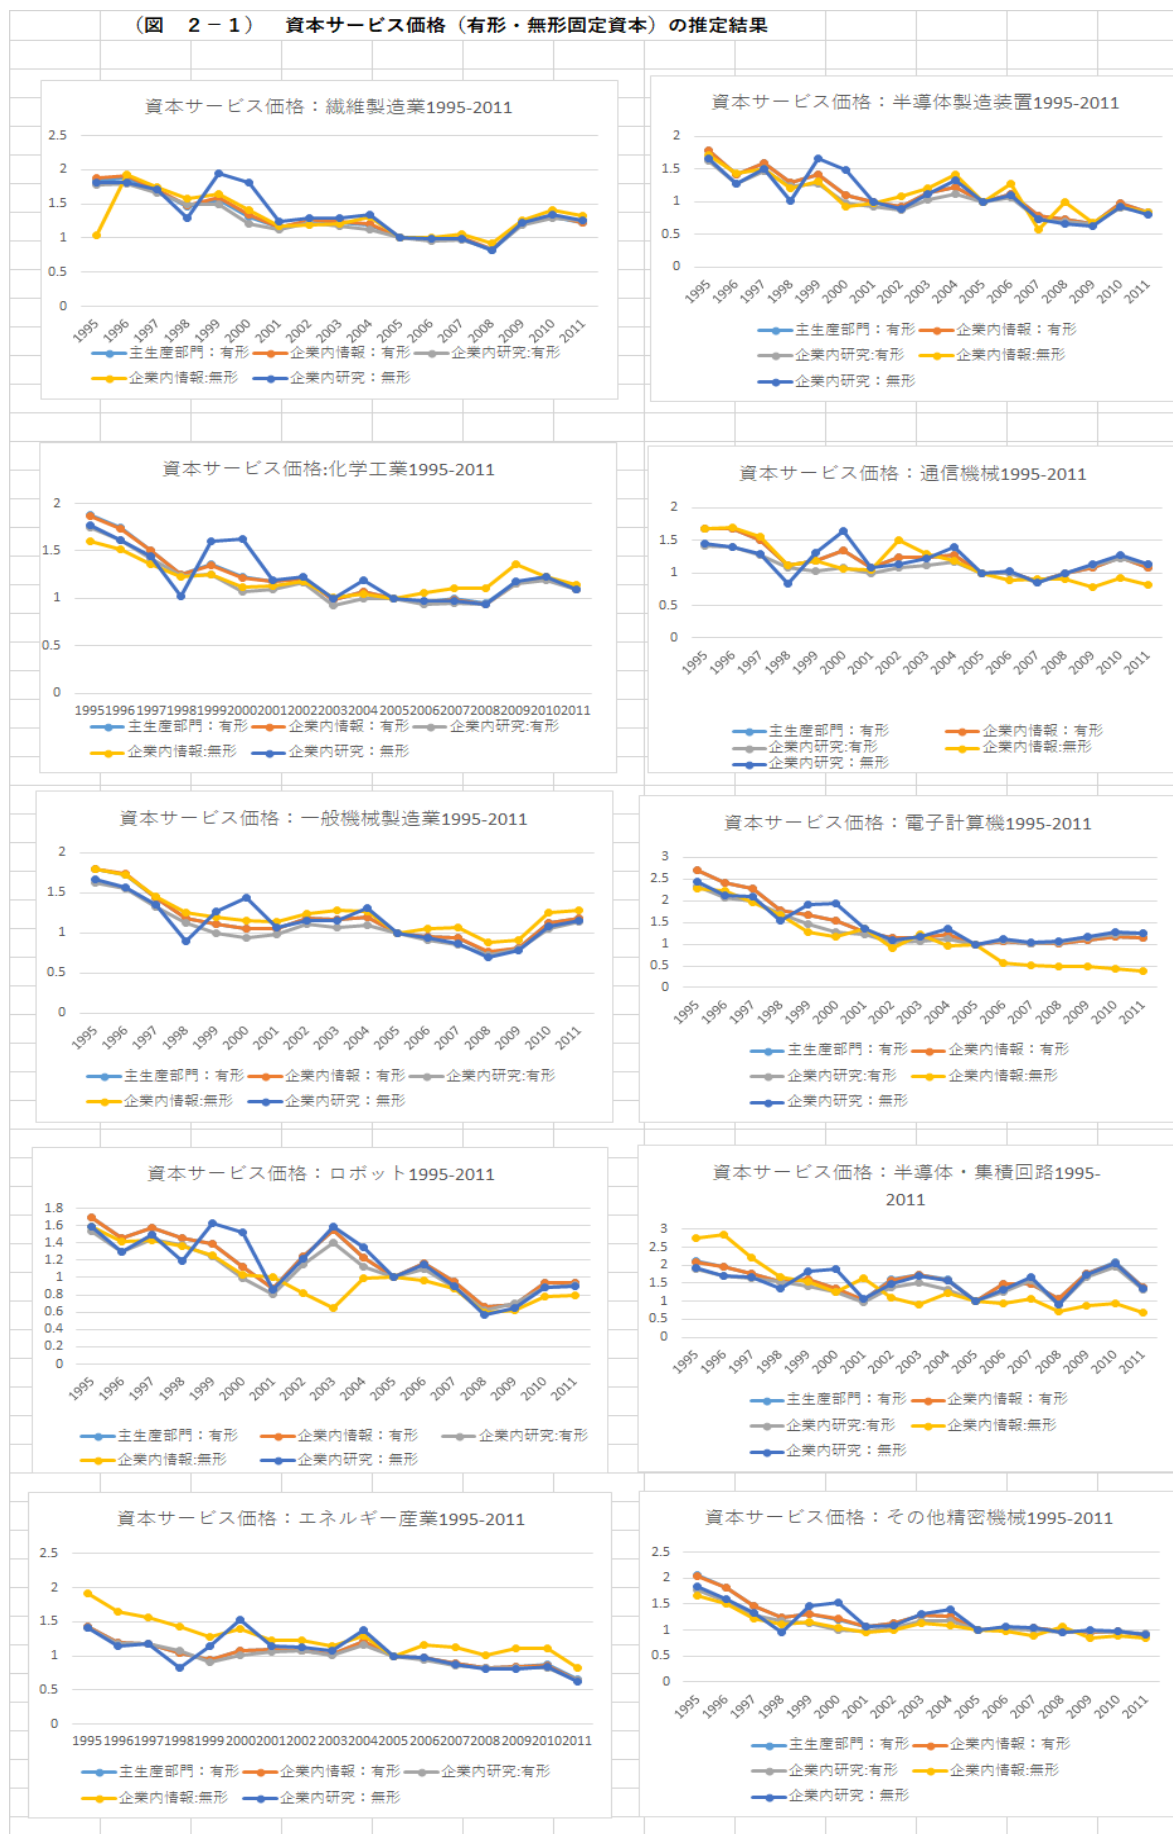 （図　２－１）　資本サービス価格（有形・無形固定資本）の推定結果
資本サービス価格：繊維製造業1995-2011
2.5
2
1.5
1
0.5
0
1995 1996 1997 1998 1999 2000 2001 2002 2003 2004 2005 2006 2007 2008 2009 2010 2011
主生産部門：有形 企業内情報：有形 企業内研究:有形
企業内情報:無形 企業内研究：無形
資本サービス価格：半導体製造装置1995-2011
2
1.5
1
0.5
0
1995 1996 1997 1998 1999 2000 2001 2002 2003 2004 2005 2006 2007 2008 2009 2010 2011
主生産部門：有形 企業内情報：有形
企業内研究:有形 企業内情報:無形
企業内研究：無形
資本サービス価格:化学工業1995-2011
2
1.5
1
0.5
0
1995 1996 1997 1998 1999 2000 2001 2002 2003 2004 2005 2006 2007 2008 2009 2010 2011
主生産部門：有形 企業内情報：有形 企業内研究:有形
企業内情報:無形 企業内研究：無形
資本サービス価格：通信機械1995-2011
2
1.5
1
0.5
0
1995 1996 1997 1998 1999 2000 2001 2002 2003 2004 2005 2006 2007 2008 2009 2010 2011
主生産部門：有形 企業内情報：有形
企業内研究:有形 企業内情報:無形
企業内研究：無形
資本サービス価格：一般機械製造業1995-2011
2
1.5
1
0.5
0
1995 1996 1997 1998 1999 2000 2001 2002 2003 2004 2005 2006 2007 2008 2009 2010 2011
主生産部門：有形 企業内情報：有形 企業内研究:有形
企業内情報:無形 企業内研究：無形
資本サービス価格：電子計算機1995-2011
3
2.5
2
1.5
1
0.5
0
1995 1996 1997 1998 1999 2000 2001 2002 2003 2004 2005 2006 2007 2008 2009 2010 2011
主生産部門：有形 企業内情報：有形
企業内研究:有形 企業内情報:無形
企業内研究：無形
資本サービス価格：ロボット1995-2011
1.8
1.6
1.4
1.2
1
0.8
0.6
0.4
0.2
0
1995 1996 1997 1998 1999 2000 2001 2002 2003 2004 2005 2006 2007 2008 2009 2010 2011
主生産部門：有形 企業内情報：有形 企業内研究:有形
企業内情報:無形 企業内研究：無形
資本サービス価格：半導体・集積回路1995-
2011
3
2.5
2
1.5
1
0.5
0
1995 1996 1997 1998 1999 2000 2001 2002 2003 2004 2005 2006 2007 2008 2009 2010 2011
主生産部門：有形 企業内情報：有形
企業内研究:有形 企業内情報:無形
企業内研究：無形
資本サービス価格：エネルギー産業1995-2011
2.5
2
1.5
1
0.5
0
1995 1996 1997 1998 1999 2000 2001 2002 2003 2004 2005 2006 2007 2008 2009 2010 2011
主生産部門：有形 企業内情報：有形 企業内研究:有形
企業内情報:無形 企業内研究：無形
資本サービス価格：その他精密機械1995-2011
2.5
2
1.5
1
0.5
0
1995 1996 1997 1998 1999 2000 2001 2002 2003 2004 2005 2006 2007 2008 2009 2010 2011
主生産部門：有形 企業内情報：有形
企業内研究:有形 企業内情報:無形
企業内研究：無形